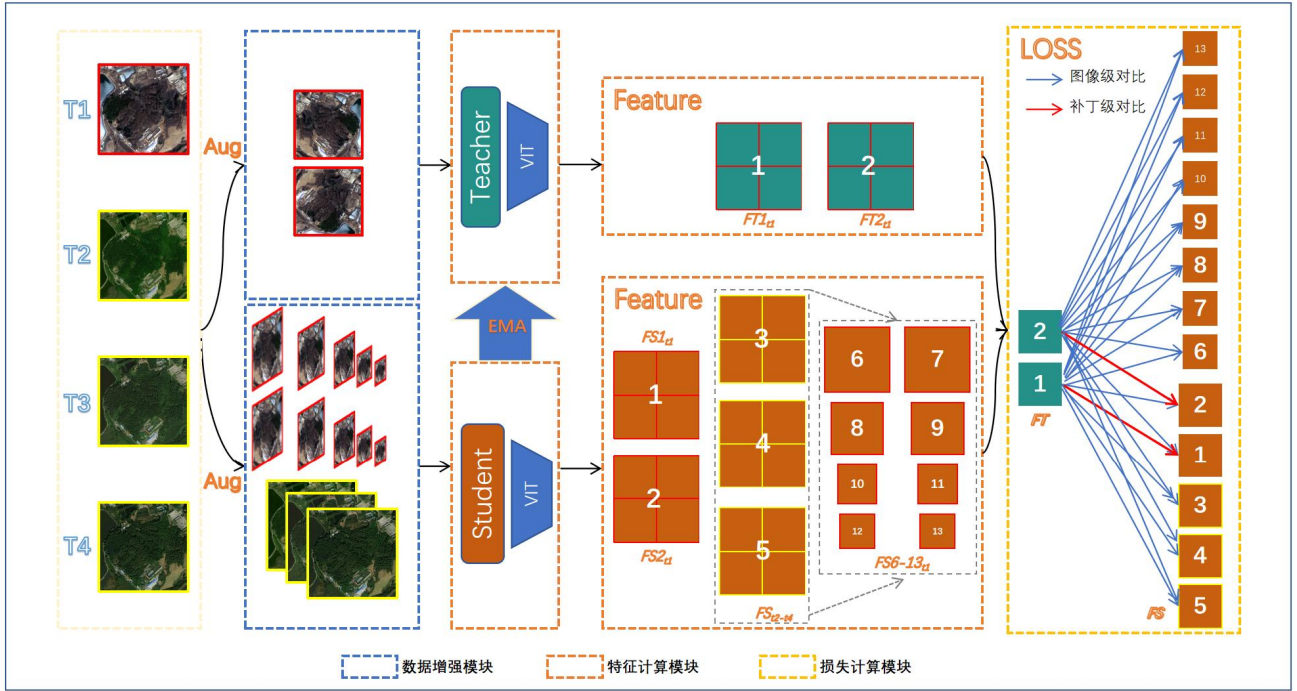 T1
T2
T3
T4
Aug
Aug
Teacher
VIT
EMA
Student
VIT
Feature
1
2
FT1t1
FT2t1
Feature
FS1t1
1
2
FS2t1
3
4
5
FSt2-t4
6
7
8
9
10
11
12
13
FS6-13t1
LOSS
图像级对比
补丁级对比
2
1
FT
13
12
11
10
9
8
7
6
2
1
3
4
5
FS
数据增强模块
特征计算模块
损失计算模块